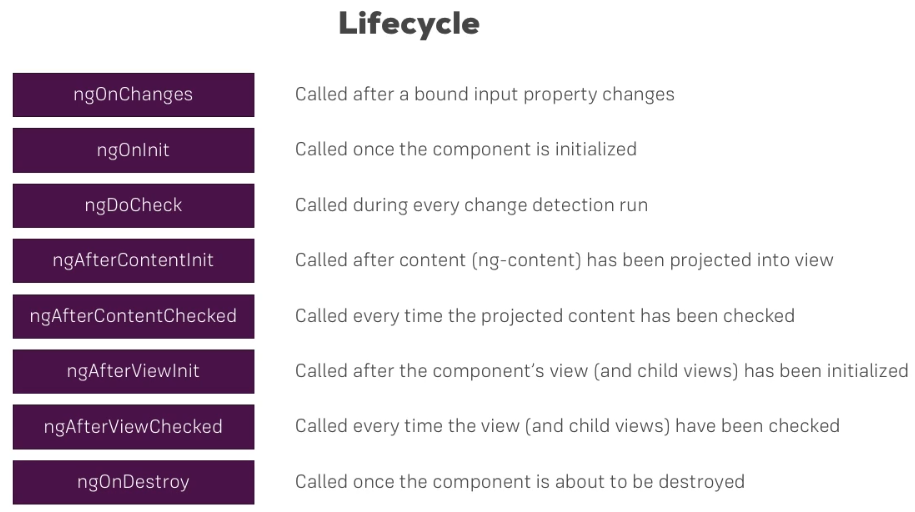 Lifecycle
ngOnChanges Called after a bound input property changes
ngOnInit Called once the component is initialized
ngDoCheck Called during every change detection run
ngAfterContentInit Called after content (ng-content) has been projected into view
ngAfterContentChecked Called every time the projected content has been checked
ngAfterViewInit Called after the component’s view (and child views) has been initialized
ngAfterViewChecked Called every time the view (and child views) have been checked
ngOnDestroy Called once the component is about to be destroyed